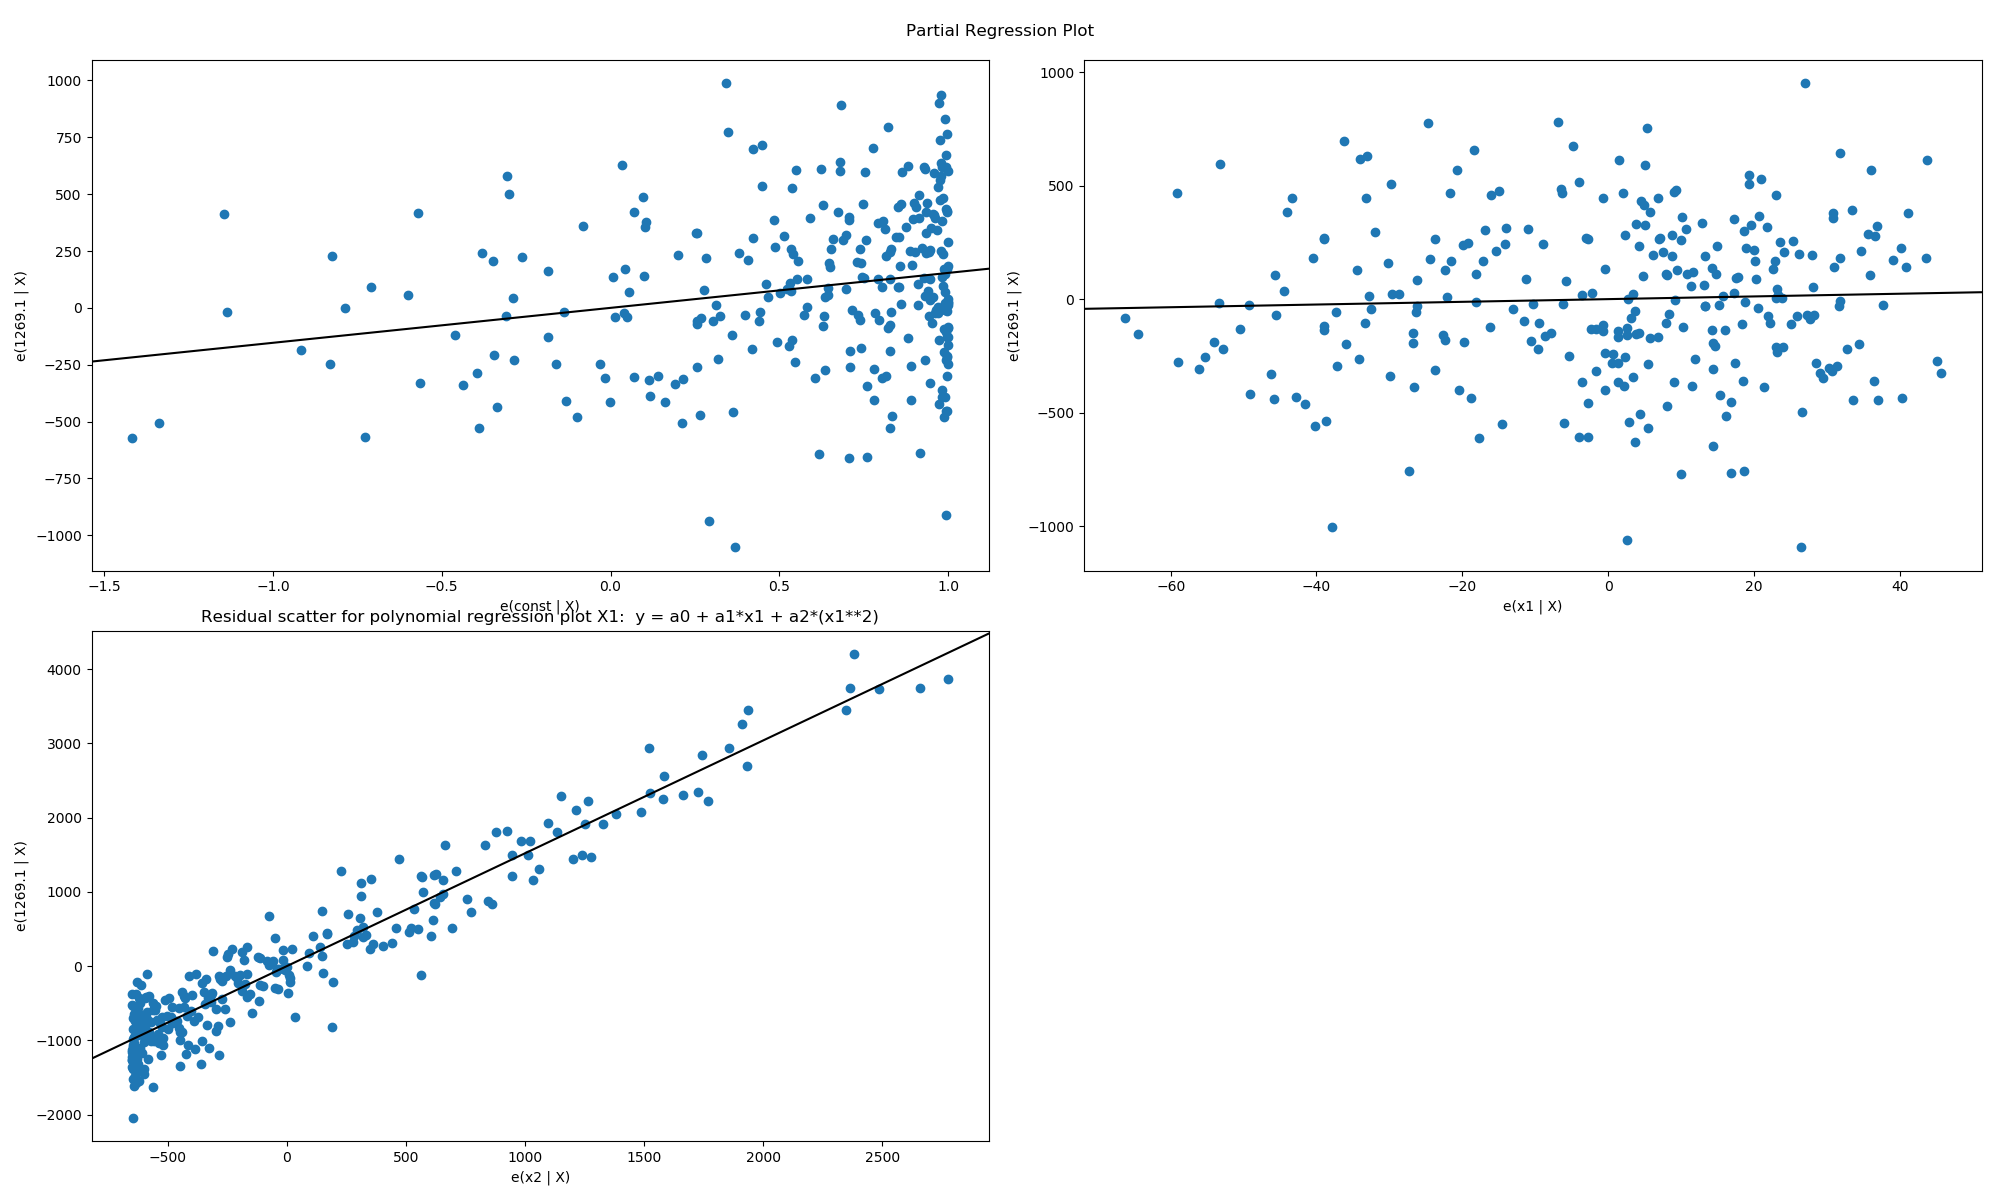 Partial Regression Plot
1000
750
500
250
0
−250
−500
−750
−1000
e(1269.1 | X)
−1.5 −1.0 −0.5 0.0 0.5 1.0
e(const | X)
1000
500
0
−500
−1000
e(1269.1 | X)
−60 −40 −20 0 20 40
e(x1 | X)
Residual scatter for polynomial regression plot X1:  y = a0 + a1*x1 + a2*(x1**2)
4000
3000
2000
1000
0
−1000
−2000
e(1269.1 | X)
−500 0 500 1000 1500 2000 2500
e(x2 | X)